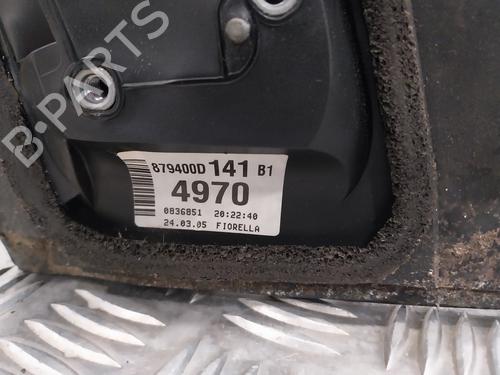 B-PARTS
879400D 141 B1
4970
0836851 20:22:40
24.03.05 FIORELLA